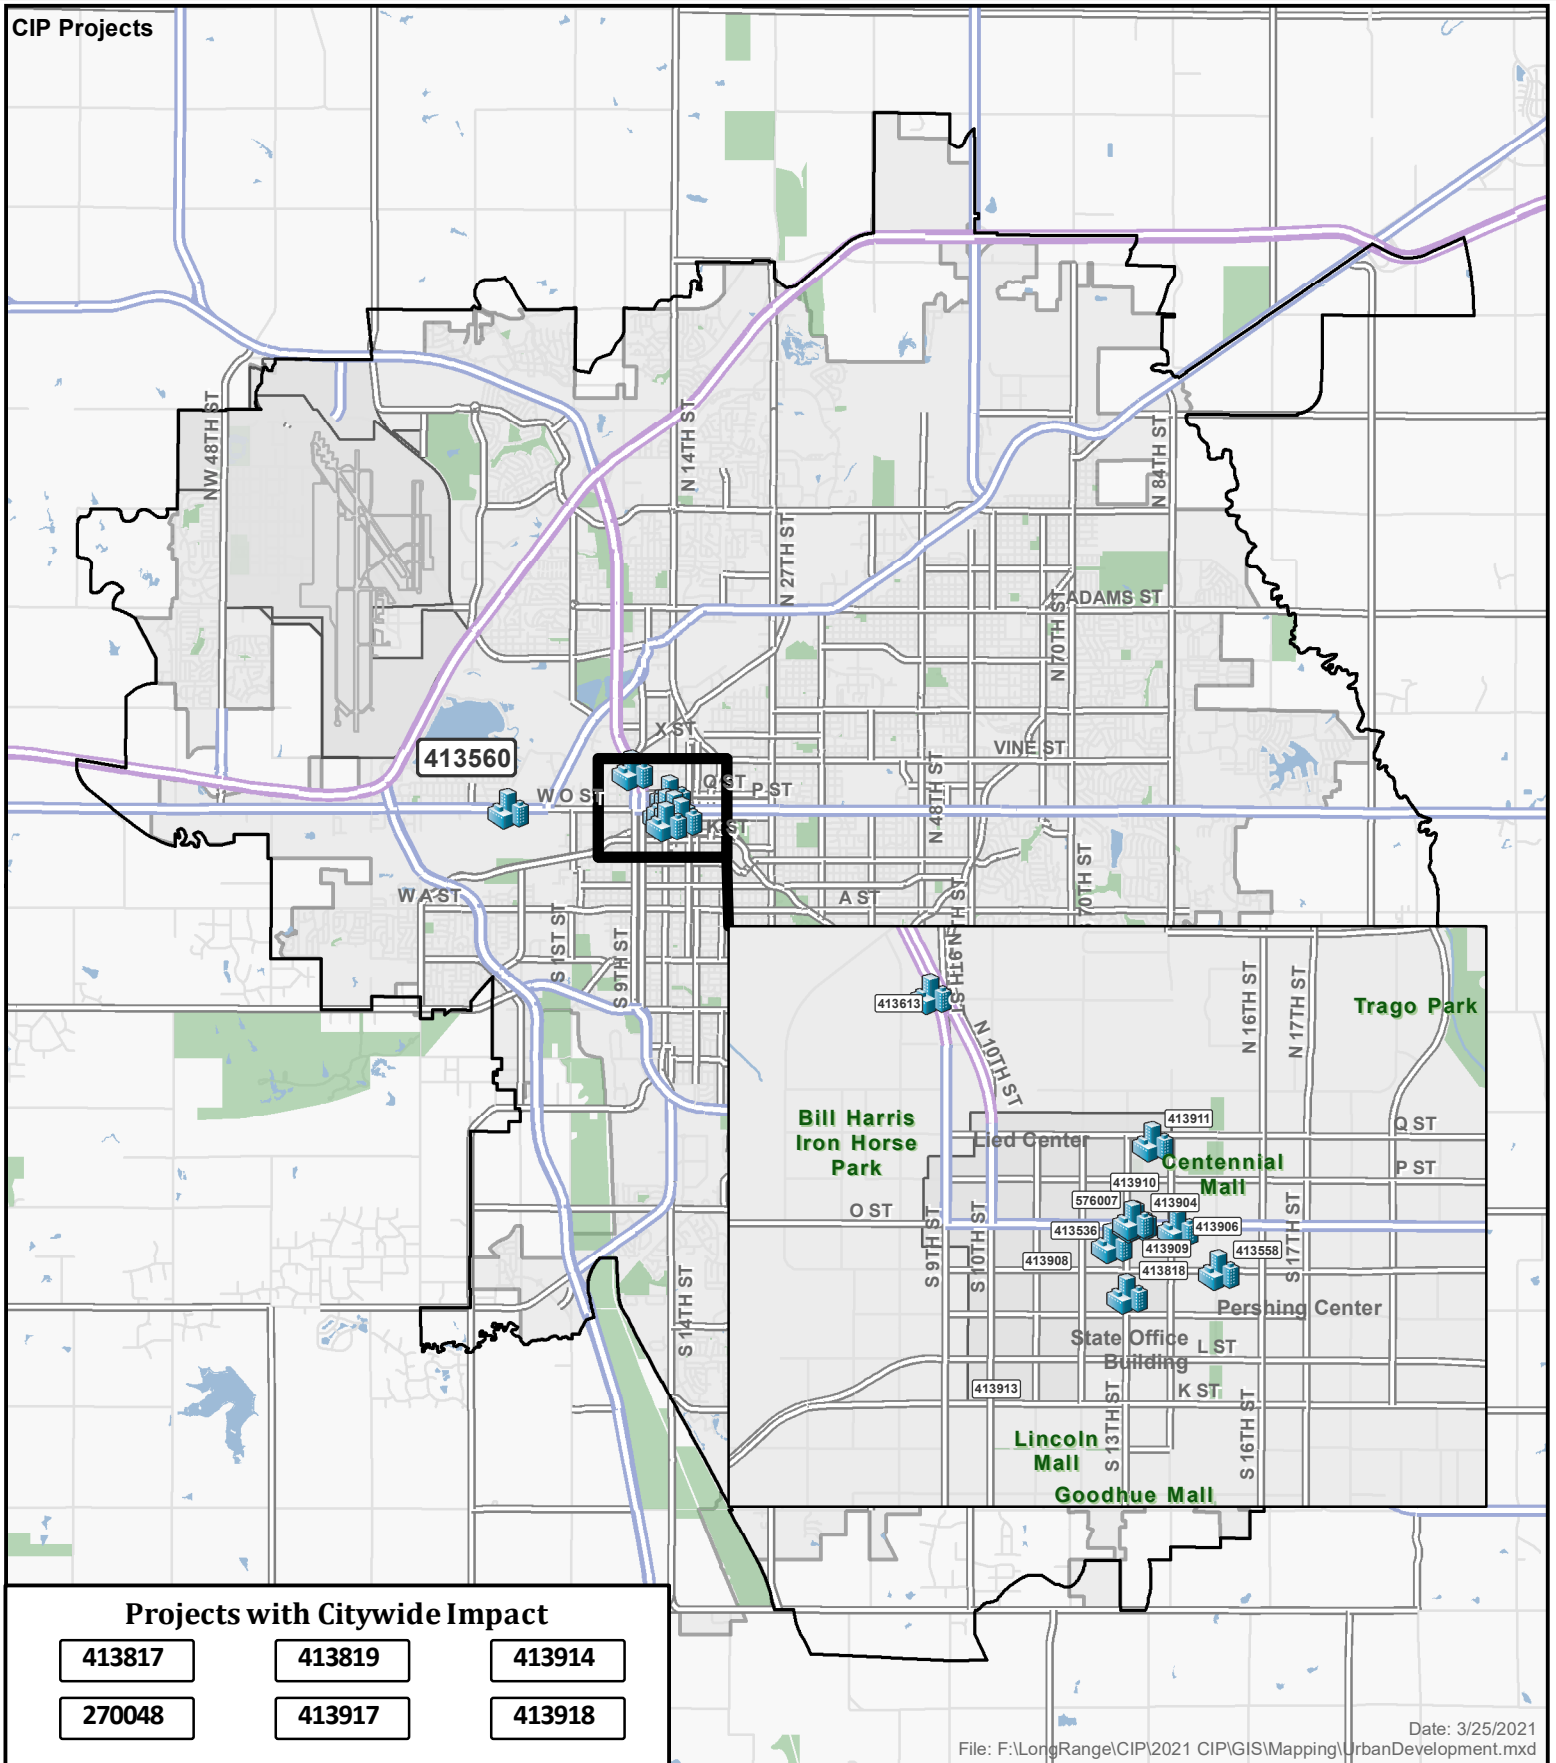 CIP Projects
NW 48TH ST
N 14TH ST
N 84TH ST
N 27TH ST
ADAMS ST
N 70TH ST
X ST
VINE ST
413560
W O ST
Q ST
P ST
K ST
N 48TH ST
W A ST
A ST
70TH ST
S 1ST ST
S 9TH ST
S 14TH ST
413613
N 10TH ST
N 16TH ST
N 17TH ST
Trago Park
Bill Harris
Iron Horse
Park
Lied Center
413911
Q ST
Centennial
Mall
P ST
413910
576007
413904
O ST
413536
413906
413908
413909
413558
413818
S 9TH ST
S 10TH ST
S 17TH ST
Pershing Center
State Office
Building
L ST
413913
K ST
S 13TH ST
S 16TH ST
Lincoln
Mall
Goodhue Mall
Projects with Citywide Impact
413817 413819 413914
270048 413917 413918
Date: 3/25/2021
File: F:\LongRange\CIP\2021 CIP\GIS\Mapping\UrbanDevelopment.mxd